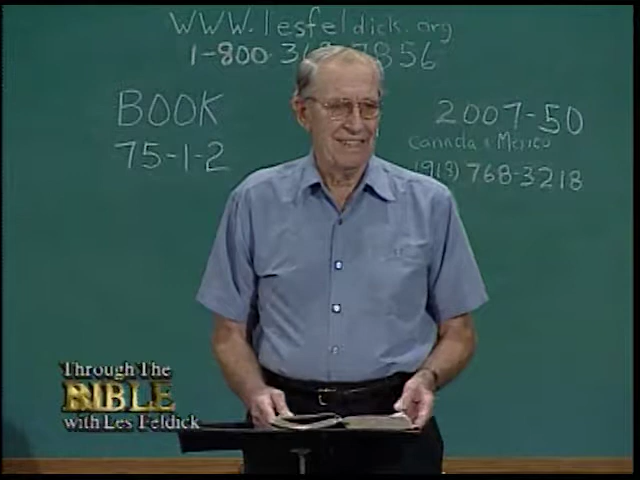 WWW.lesfeldick.org
1-800-36 7856
BOOK
75-1-2
2007-50
Canada & Mexico
(918) 768-3218
Through The
BIBLE
with Les Feldick